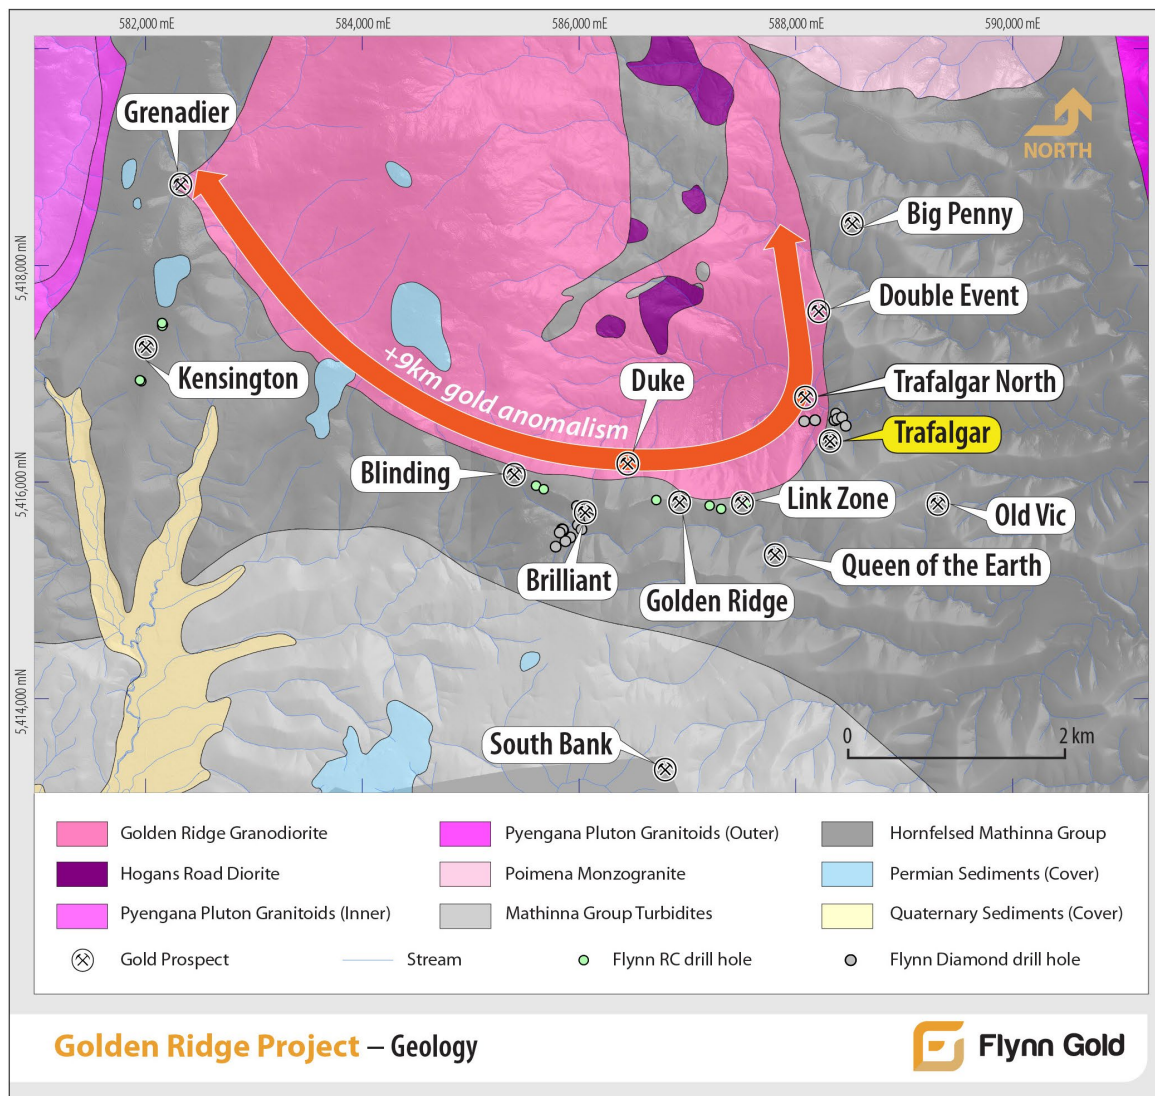 582,000 mE
584,000 mE
586,000 mE
588,000 mE
590,000 mE
Grenadier
NORTH
Big Penny
5,418,000 mN
Double Event
Kensington
+9km gold anomalism
Duke
Trafalgar North
Trafalgar
Blinding
5,416,000 mN
Link Zone
Old Vic
Brilliant
Queen of the Earth
Golden Ridge
5,414,000 mN
South Bank
0 2 km
Golden Ridge Granodiorite
Pyengana Pluton Granitoids (Outer)
Hornfelsed Mathinna Group
Hogans Road Diorite
Poimena Monzogranite
Permian Sediments (Cover)
Pyengana Pluton Granitoids (Inner)
Mathinna Group Turbidites
Quaternary Sediments (Cover)
Gold Prospect
Stream
Flynn RC drill hole
Flynn Diamond drill hole
Golden Ridge Project – Geology
Flynn Gold